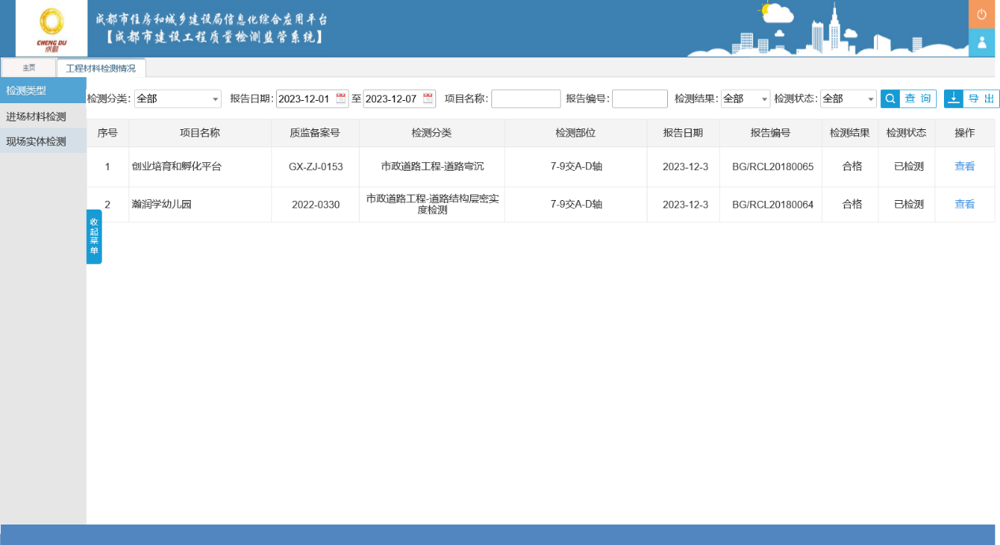 成都市住房和城乡建设局信息化综合应用平台
【成都市建设工程质量检测监管系统】
CHENG DU
成都
主页 工程材料检测情况
检测类型
进场材料检测
现场实体检测
检测分类: 全部 报告日期: 2023-12-01 至 2023-12-07 项目名称: 报告编号: 检测结果: 全部 检测状态: 全部 查 询 导 出
序号 项目名称 质监备案号 检测分类 检测部位 报告日期 报告编号 检测结果 检测状态 操作
1 创业培育和孵化平台 GX-ZJ-0153 市政道路工程-道路弯沉 7-9交A-D轴 2023-12-3 BG/RCL20180065 合格 已检测 查看
2 瀚润学幼儿园 2022-0330 市政道路工程-道路结构层密实
度检测 7-9交A-D轴 2023-12-3 BG/RCL20180064 合格 已检测 查看
收
起
菜
单